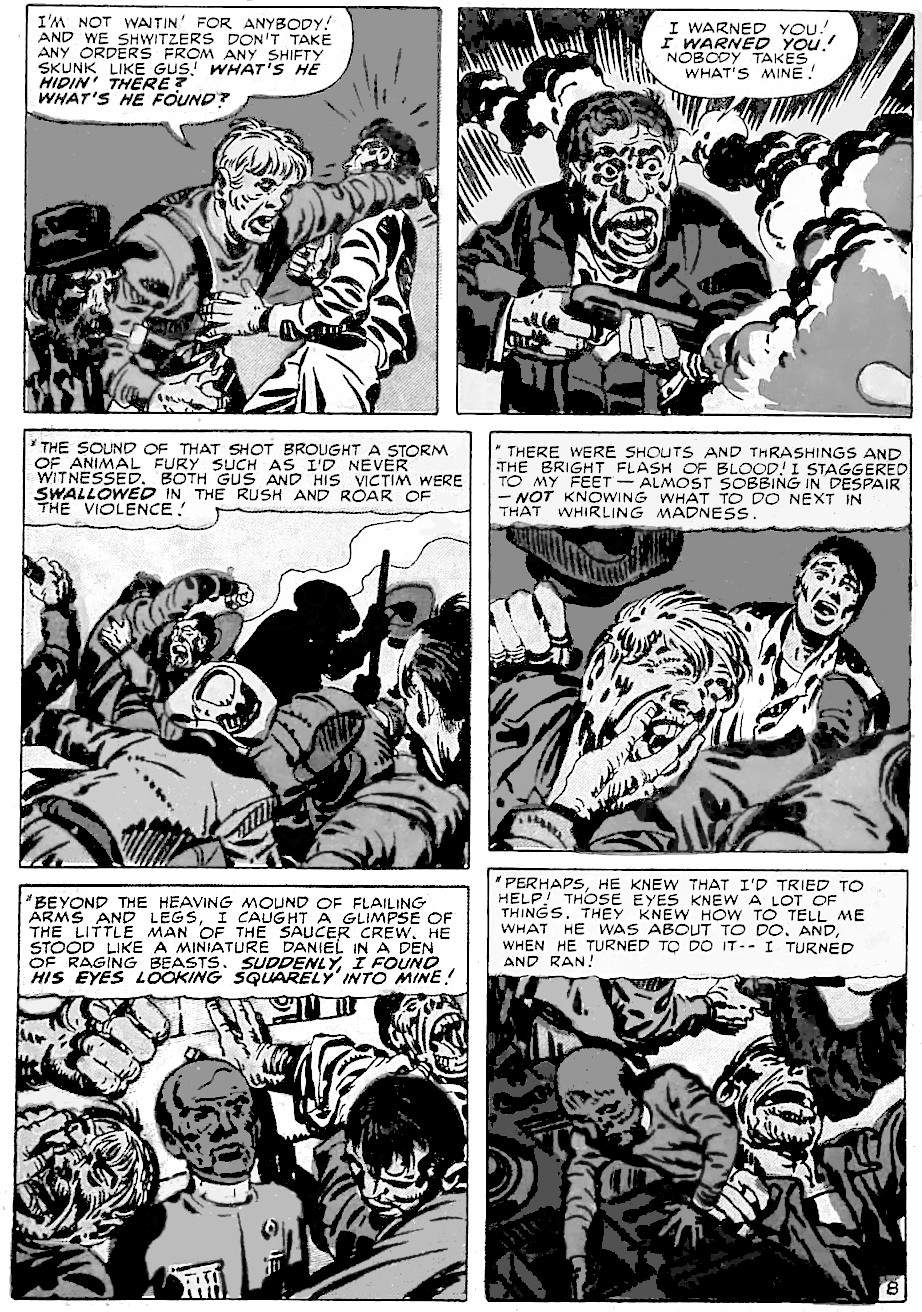 I'M NOT WAITIN' FOR ANYBODY!
AND WE SHWITZERS DON'T TAKE
ANY ORDERS FROM ANY SHIFTY
SKUNK LIKE GUS! WHAT'S HE
HIDIN' THERE?
WHAT'S HE FOUND?
I WARNED YOU!
I WARNED YOU!
NOBODY TAKES
WHAT'S MINE!
"THE SOUND OF THAT SHOT BROUGHT A STORM
OF ANIMAL FURY SUCH AS I'D NEVER
WITNESSED. BOTH GUS AND HIS VICTIM WERE
SWALLOWED IN THE RUSH AND ROAR OF
THE VIOLENCE!
"THERE WERE SHOUTS AND THRASHINGS AND
THE BRIGHT FLASH OF BLOOD! I STAGGERED
TO MY FEET — ALMOST SOBBING IN DESPAIR
— NOT KNOWING WHAT TO DO NEXT IN
THAT WHIRLING MADNESS.
"BEYOND THE HEAVING MOUND OF FLAILING
ARMS AND LEGS, I CAUGHT A GLIMPSE OF
THE LITTLE MAN OF THE SAUCER CREW. HE
STOOD LIKE A MINIATURE DANIEL IN A DEN
OF RAGING BEASTS. SUDDENLY, I FOUND
HIS EYES LOOKING SQUARELY INTO MINE!
"PERHAPS, HE KNEW THAT I'D TRIED TO
HELP! THOSE EYES KNEW A LOT OF
THINGS. THEY KNEW HOW TO TELL ME
WHAT HE WAS ABOUT TO DO. AND,
WHEN HE TURNED TO DO IT-- I TURNED
AND RAN!
8